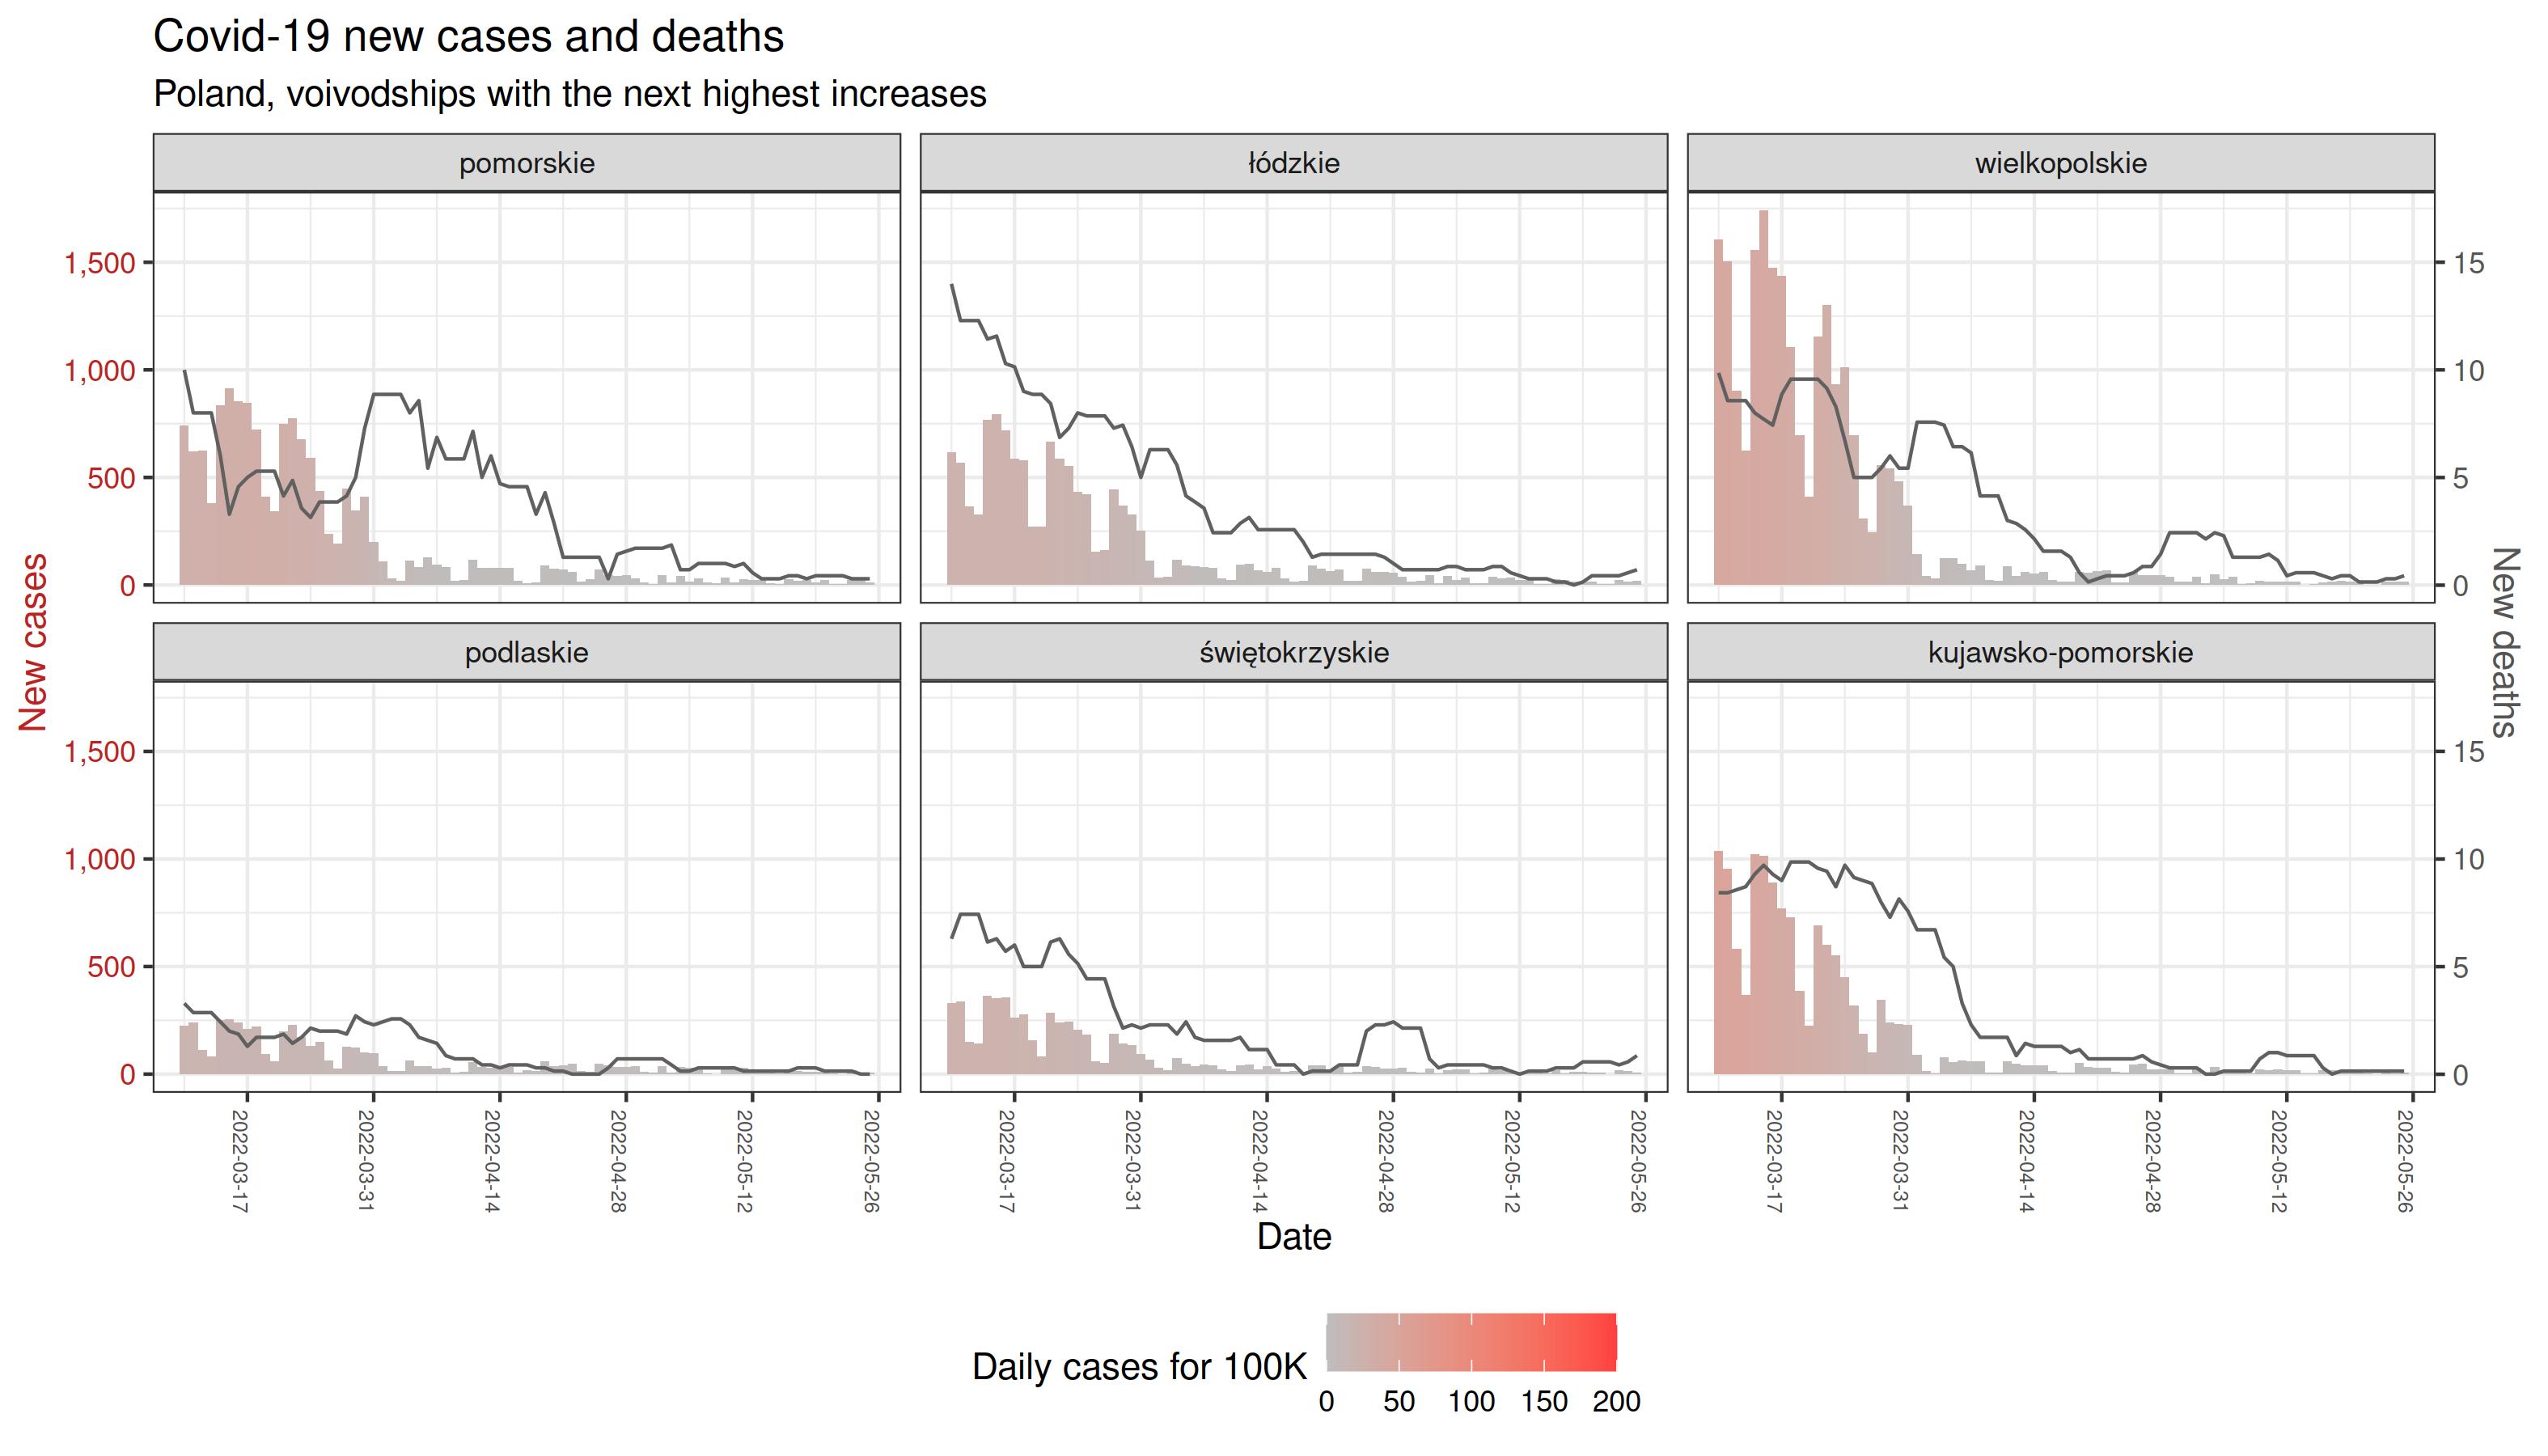 Covid-19 new cases and deaths
Poland, voivodships with the next highest increases
pomorskie
łódzkie
wielkopolskie
1,500
1,000
500
0
15
10
5
0
podlaskie
świętokrzyskie
kujawsko-pomorskie
1,500
1,000
500
0
15
10
5
0
New cases
New deaths
2022-03-17
2022-03-31
2022-04-14
2022-04-28
2022-05-12
2022-05-26
2022-03-17
2022-03-31
2022-04-14
2022-04-28
2022-05-12
2022-05-26
2022-03-17
2022-03-31
2022-04-14
2022-04-28
2022-05-12
2022-05-26
Date
Daily cases for 100K
0 50 100 150 200